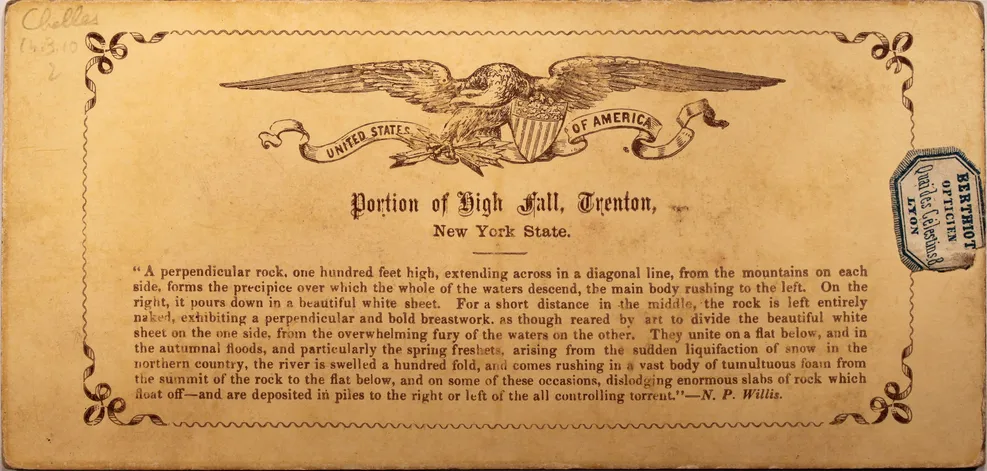 Chelles
UNITED STATES
OF AMERICA
Portion of High Fall, Trenton,
New York State.
“ A perpendicular rock, one hundred feet high, extending across in a diagonal line, from the mountains on each
side, forms the precipice over which the whole of the waters descend, the main body rushing to the left. On the
right, it pours down in a beautiful white sheet. For a short distance in the middle, the rock is left entirely
naked, exhibiting a perpendicular and bold breastwork. as though reared by art to divide the beautiful white
sheet on the one side, from the overwhelming fury of the waters on the other. They unite on a flat below, and in
the autumnal floods, and particularly the spring freshets, arising from the sudden liquifaction of snow in the
northern country, the river is swelled a hundred fold, and comes rushing in a vast body of tumultuous foam from
the summit of the rock to the flat below, and on some of these occasions, dislodging enormous slabs of rock which
float off—and are deposited in piles to the right or left of the all controlling torrent.”—N. P. Willis.
BERTHIOT
OPTICIEN
Quai des Célestins
LYON